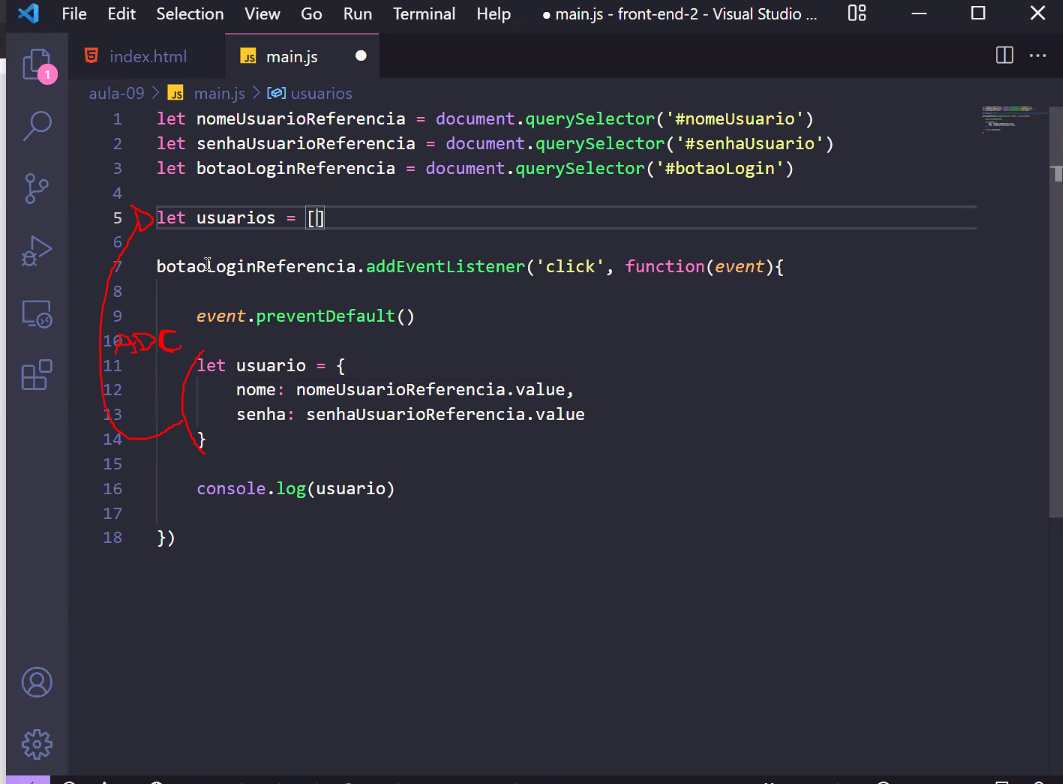 File Edit Selection View Go Run Terminal Help ● main.js - front-end-2 - Visual Studio ...
index.html JS main.js ●
1
aula-09 > JS main.js > usuarios
1 let nomeUsuarioReferencia = document.querySelector('#nomeUsuario')
2 let senhaUsuarioReferencia = document.querySelector('#senhaUsuario')
3 let botaoLoginReferencia = document.querySelector('#botaoLogin')
4
5 let usuarios = []
6
7 botaoLoginReferencia.addEventListener('click', function(event){
8
9 event.preventDefault()
10 ADC
11 let usuario = {
12 nome: nomeUsuarioReferencia.value,
13 senha: senhaUsuarioReferencia.value
14 }
15
16 console.log(usuario)
17
18 })